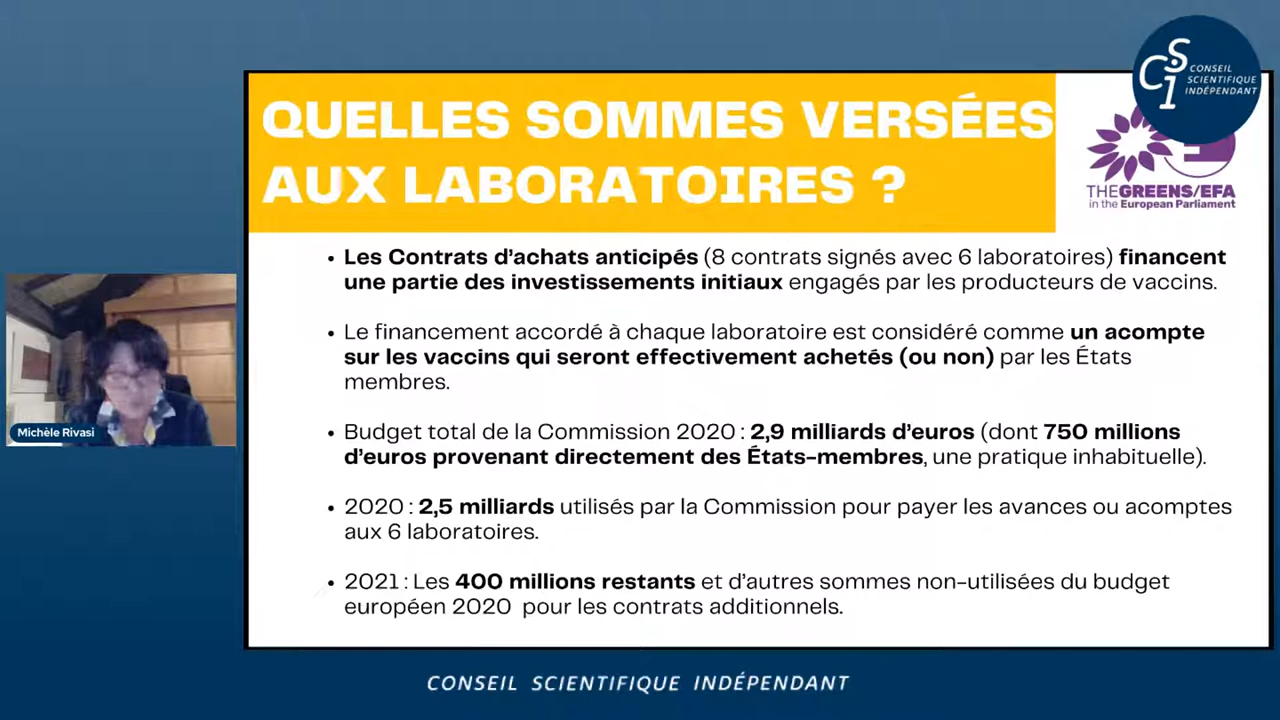 QUELLES SOMMES VERSÉES
AUX LABORATOIRES ?
CSI CONSEIL
SCIENTIFIQUE
INDÉPENDANT
THEGREENS/EFA
in the European Parliament
• Les Contrats d’achats anticipés (8 contrats signés avec 6 laboratoires) financent
une partie des investissements initiaux engagés par les producteurs de vaccins.
• Le financement accordé à chaque laboratoire est considéré comme un acompte
sur les vaccins qui seront effectivement achetés (ou non) par les États
membres.
• Budget total de la Commission 2020 : 2,9 milliards d’euros (dont 750 millions
d’euros provenant directement des États-membres, une pratique inhabituelle).
• 2020 : 2,5 milliards utilisés par la Commission pour payer les avances ou acomptes
aux 6 laboratoires.
• 2021 : Les 400 millions restants et d’autres sommes non-utilisées du budget
européen 2020 pour les contrats additionnels.
Michèle Rivasi
CONSEIL SCIENTIFIQUE INDÉPENDANT